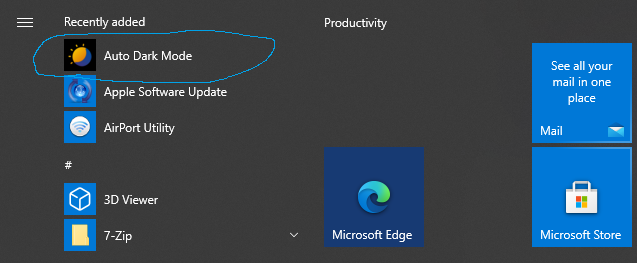 Recently added
Auto Dark Mode
Apple Software Update
AirPort Utility
#
3D Viewer
7-Zip
Productivity
See all your
mail in one
place
Mail
Microsoft Edge
Microsoft Store